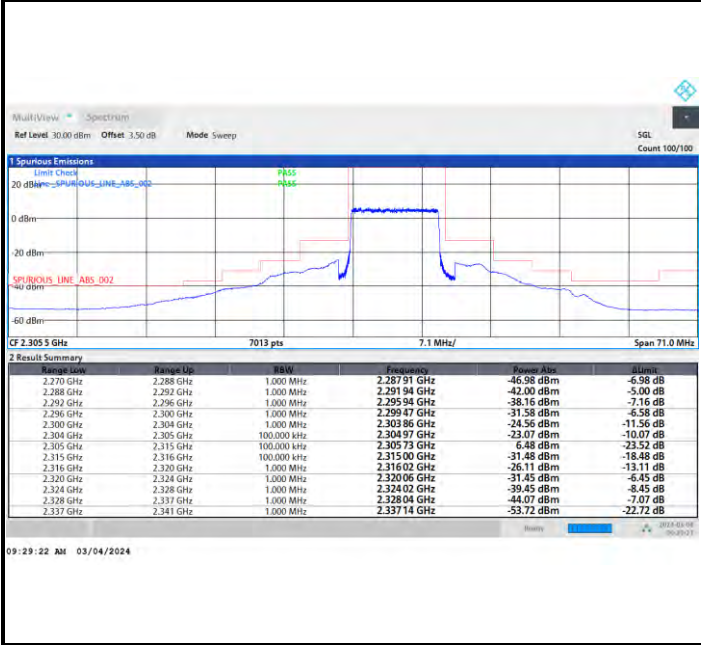 MultiView Spectrum
Ref Level 30.00 dBm Offset 3.50 dB Mode Sweep SGL
Count 100/100
1 Spurious Emissions
Limit Check PASS
20 dBm Line _SPURIOUS_LINE_ABS_002 PASS
0 dBm
-20 dBm
SPURIOUS_LINE_ABS_002
-40 dBm
-60 dBm
CF 2.305 5 GHz 7013 pts 7.1 MHz/ Span 71.0 MHz
2 Result Summary
Range Low Range Up RBW Frequency Power Abs ΔLimit
2.270 GHz 2.288 GHz 1.000 MHz 2.287 91 GHz -46.98 dBm -6.98 dB
2.288 GHz 2.292 GHz 1.000 MHz 2.291 94 GHz -42.00 dBm -5.00 dB
2.292 GHz 2.296 GHz 1.000 MHz 2.295 94 GHz -38.16 dBm -7.16 dB
2.296 GHz 2.300 GHz 1.000 MHz 2.299 47 GHz -31.58 dBm -6.58 dB
2.300 GHz 2.304 GHz 1.000 MHz 2.303 86 GHz -24.56 dBm -11.56 dB
2.304 GHz 2.305 GHz 100.000 kHz 2.304 97 GHz -23.07 dBm -10.07 dB
2.305 GHz 2.315 GHz 100.000 kHz 2.305 73 GHz 6.48 dBm -23.52 dB
2.315 GHz 2.316 GHz 100.000 kHz 2.315 00 GHz -31.48 dBm -18.48 dB
2.316 GHz 2.320 GHz 1.000 MHz 2.316 02 GHz -26.11 dBm -13.11 dB
2.320 GHz 2.324 GHz 1.000 MHz 2.320 06 GHz -31.45 dBm -6.45 dB
2.324 GHz 2.328 GHz 1.000 MHz 2.324 02 GHz -39.45 dBm -8.45 dB
2.328 GHz 2.337 GHz 1.000 MHz 2.328 04 GHz -44.07 dBm -7.07 dB
2.337 GHz 2.341 GHz 1.000 MHz 2.337 14 GHz -53.72 dBm -22.72 dB
Ready
09:29:22 AM 03/04/2024